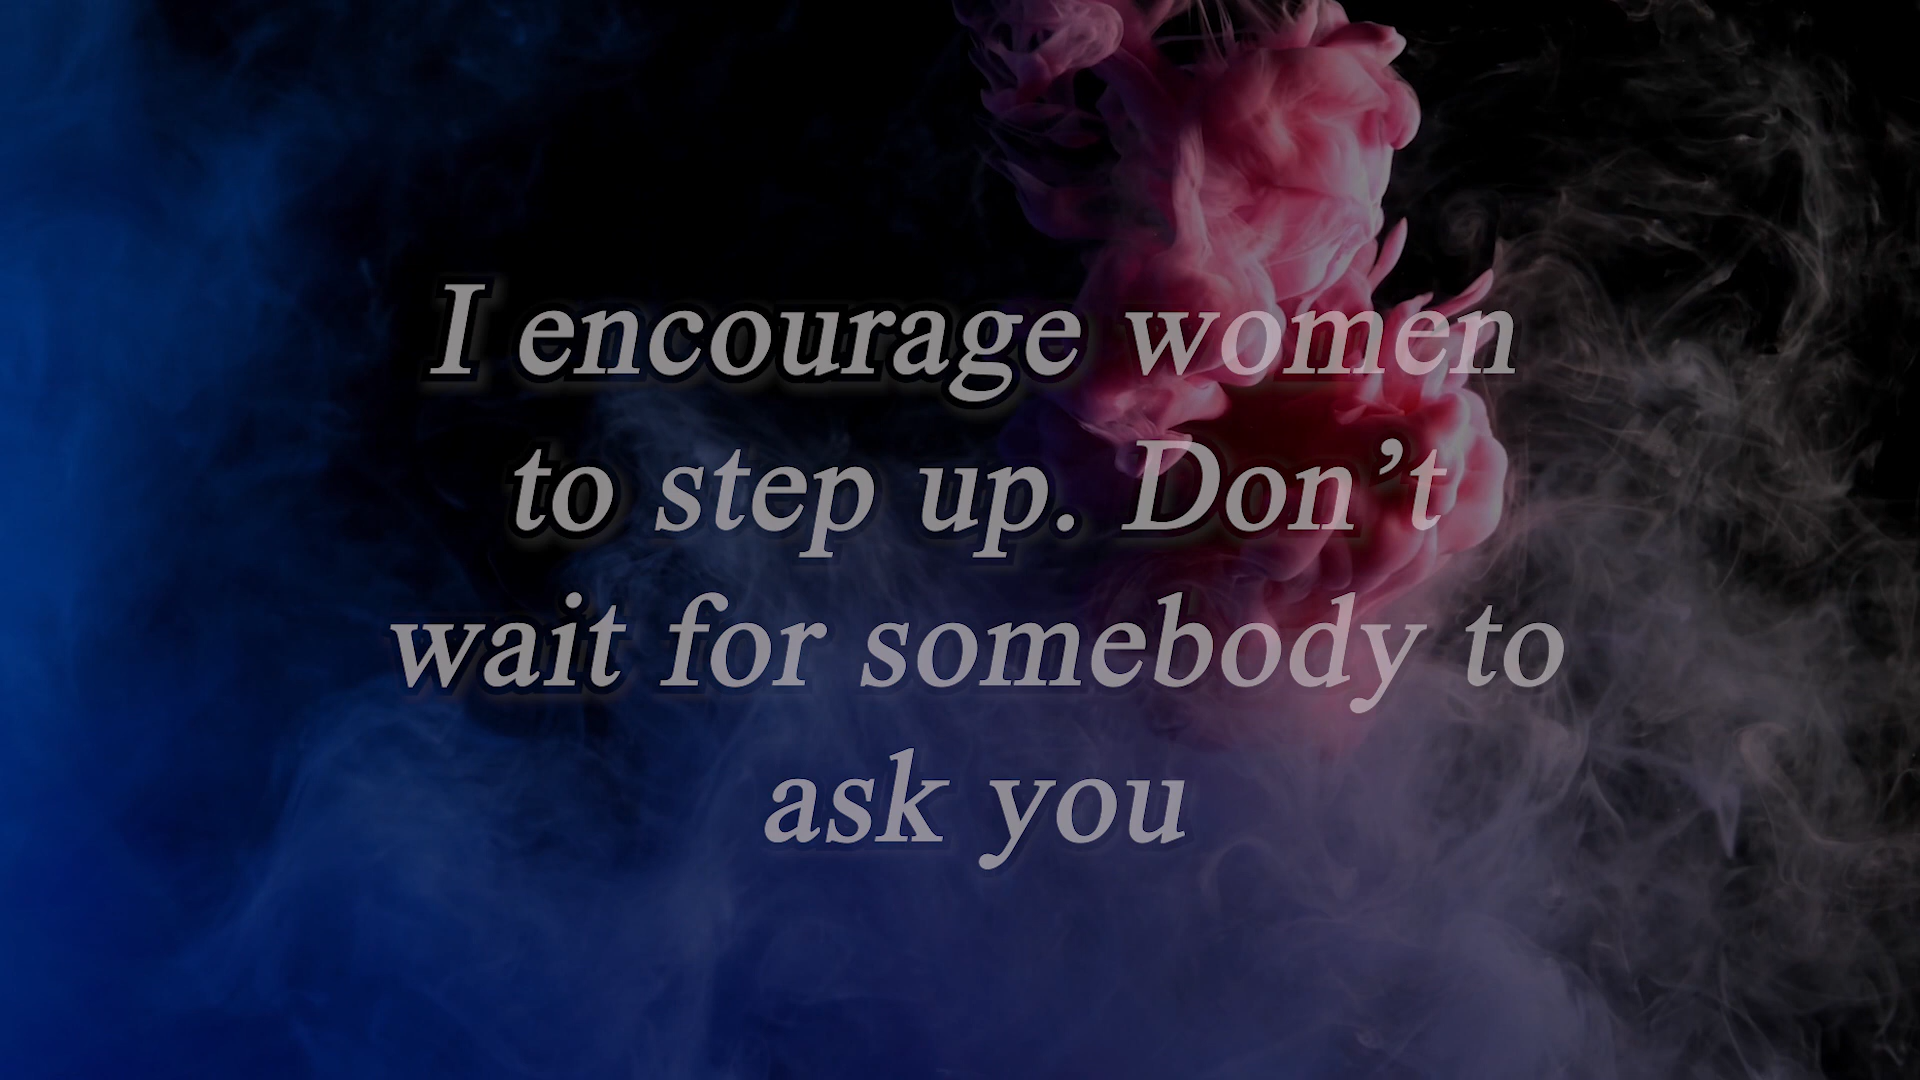 I encourage women
to step up. Don’t
wait for somebody to
ask you